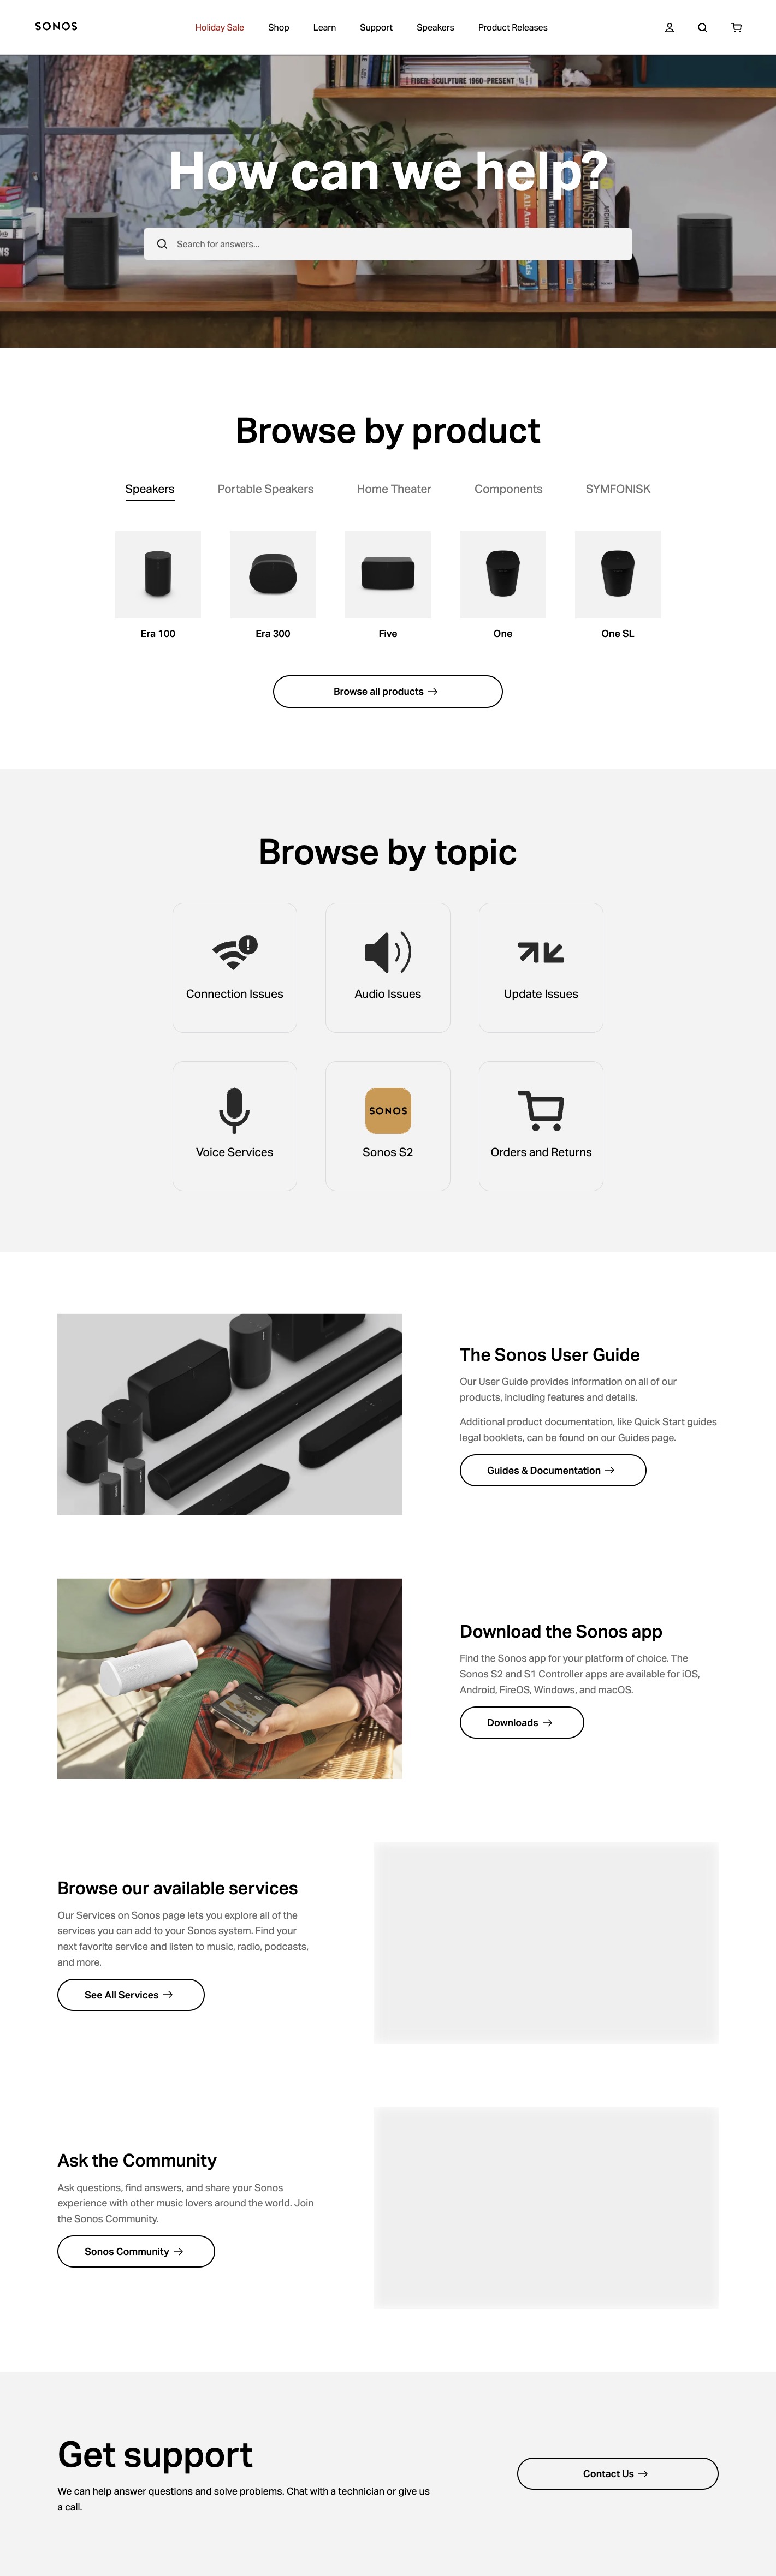 SONOS
Holiday Sale
Shop
Learn
Support
Speakers
Product Releases
FIBER: SCULPTURE 1960–PRESENT
How can we help?
Search for answers...
Browse by product
Speakers
Portable Speakers
Home Theater
Components
SYMFONISK
Era 100
Era 300
Five
One
One SL
Browse all products
Browse by topic
Connection Issues
Audio Issues
Update Issues
Voice Services
SONOS
Sonos S2
Orders and Returns
The Sonos User Guide
Our User Guide provides information on all of our
products, including features and details.
Additional product documentation, like Quick Start guides
legal booklets, can be found on our Guides page.
Guides & Documentation
Download the Sonos app
Find the Sonos app for your platform of choice. The
Sonos S2 and S1 Controller apps are available for iOS,
Android, FireOS, Windows, and macOS.
Downloads
SONOS
Browse our available services
Our Services on Sonos page lets you explore all of the
services you can add to your Sonos system. Find your
next favorite service and listen to music, radio, podcasts,
and more.
See All Services
Ask the Community
Ask questions, find answers, and share your Sonos
experience with other music lovers around the world. Join
the Sonos Community.
Sonos Community
Get support
We can help answer questions and solve problems. Chat with a technician or give us
a call.
Contact Us